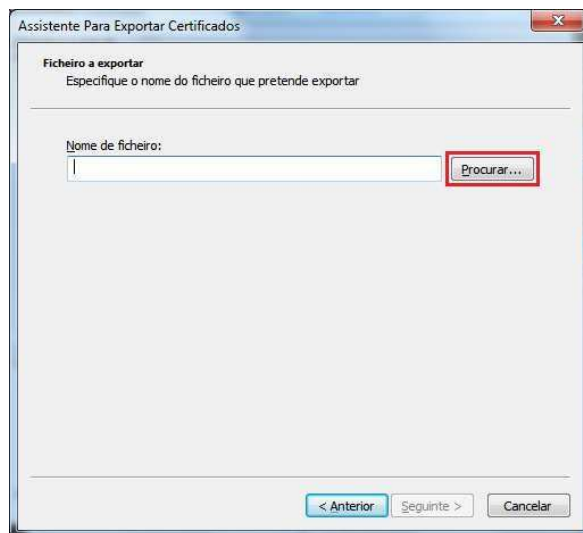 Assistente Para Exportar Certificados
Ficheiro a exportar
Especifique o nome do ficheiro que pretende exportar
Nome de ficheiro:
Procurar...
< Anterior
Seguinte >
Cancelar